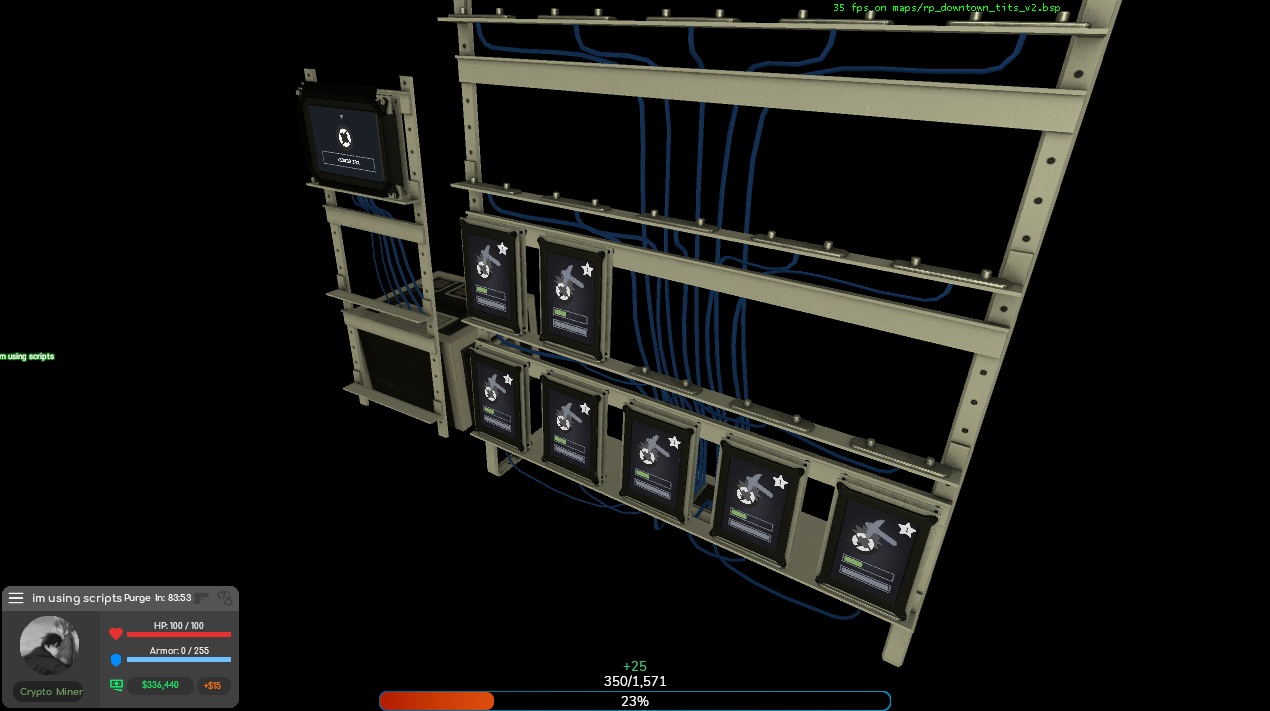 35 fps on maps/rp_downtown_tits_v2.bsp
m using scripts
im using scripts
Purge In: 83:53
HP: 100 / 100
Armor: 0 / 255
Crypto Miner
$336,440
+$15
+25
350/1,571
23%